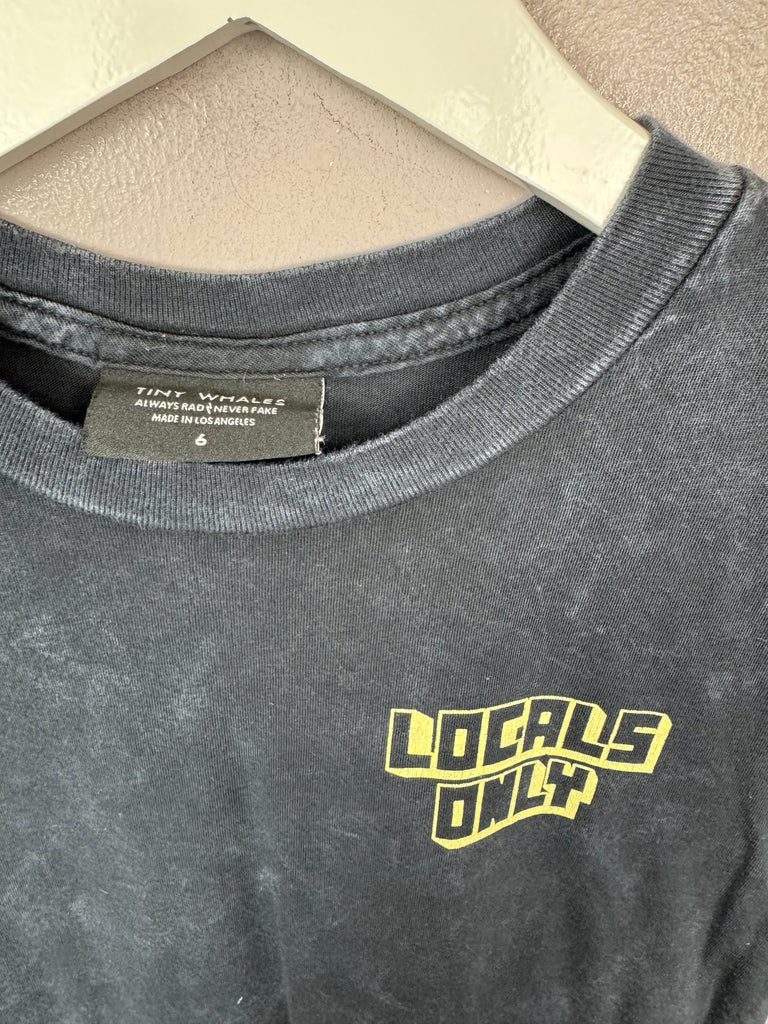 TINY WHALES
ALWAYS RAD NEVER FAKE
MADE IN LOS ANGELES
6
LOCALS
ONLY